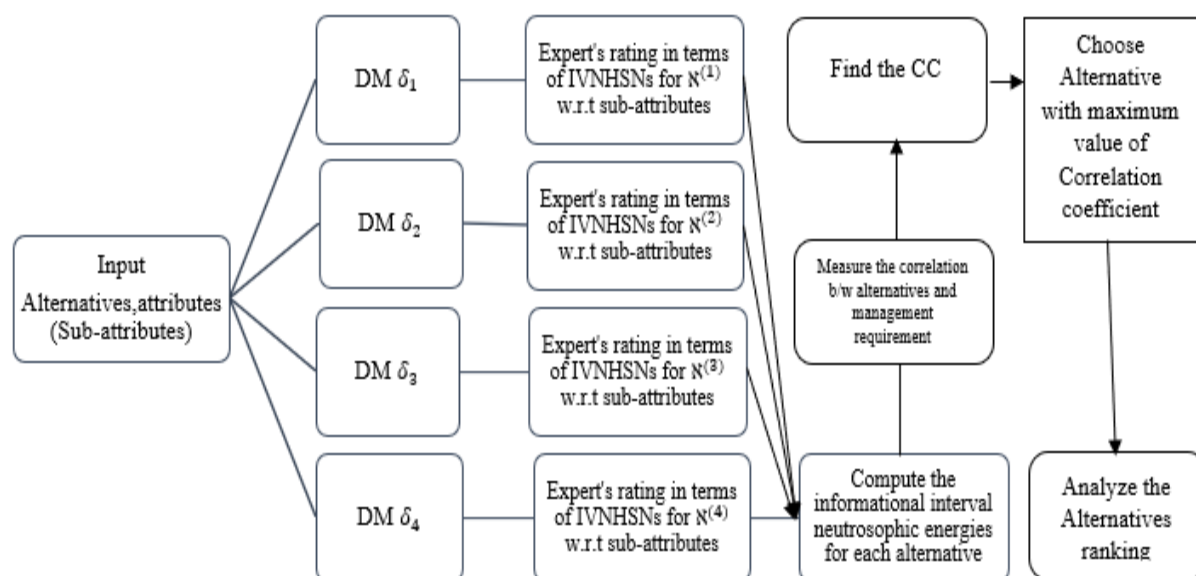 Input
Alternatives,attributes
(Sub-attributes)
DM δ₁
DM δ₂
DM δ₃
DM δ₄
Expert's rating in terms
of IVNHSNs for ℵ⁽¹⁾
w.r.t sub-attributes
Expert's rating in terms
of IVNHSNs for ℵ⁽²⁾
w.r.t sub-attributes
Expert's rating in terms
of IVNHSNs for ℵ⁽³⁾
w.r.t sub-attributes
Expert's rating in terms
of IVNHSNs for ℵ⁽⁴⁾
w.r.t sub-attributes
Compute the
informational interval
neutrosophic energies
for each alternative
Measure the correlation
b/w alternatives and
management
requirement
Find the CC
Choose
Alternative
with maximum
value of
Correlation
coefficient
Analyze the
Alternatives
ranking